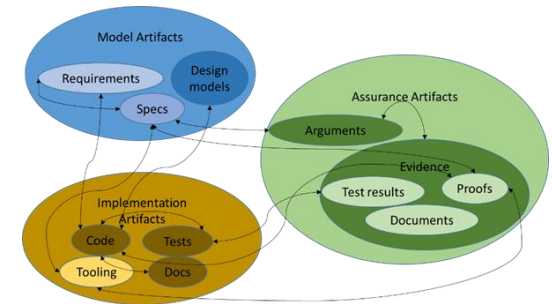 Model Artifacts
Requirements
Design
models
Specs
Assurance Artifacts
Arguments
Evidence
Test results
Proofs
Documents
Implementation
Artifacts
Code
Tests
Tooling
Docs